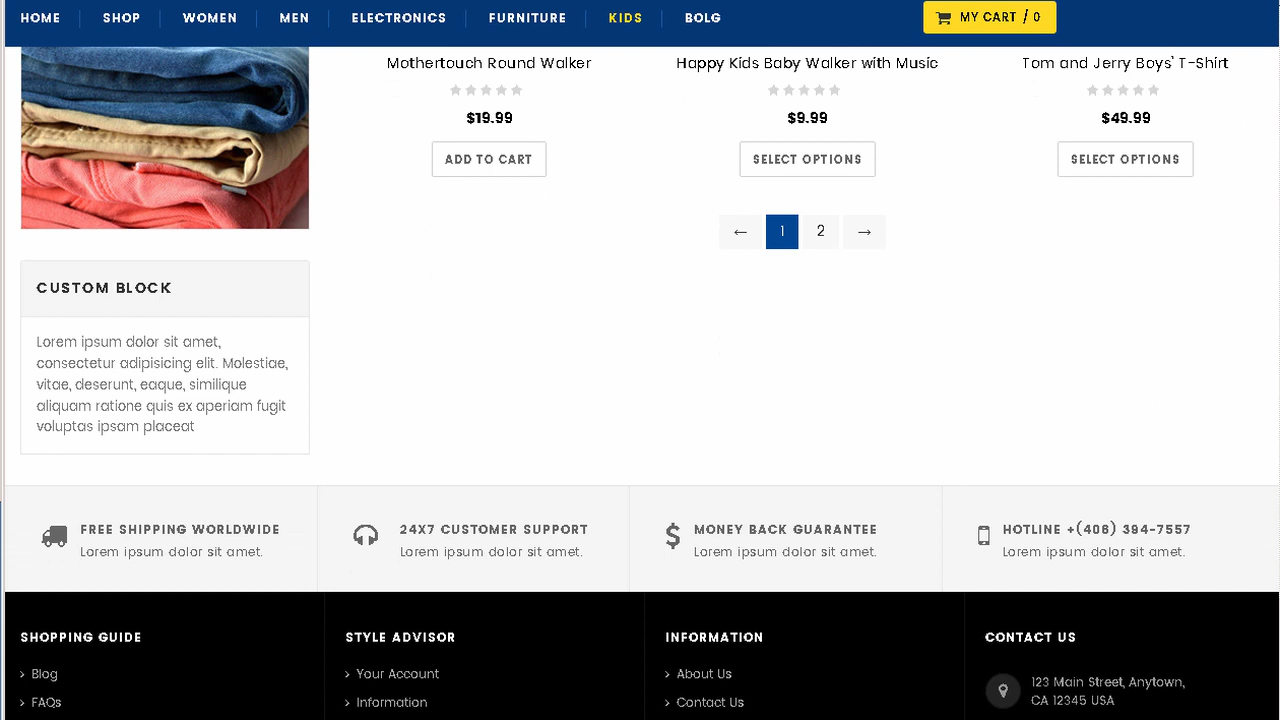 HOME SHOP WOMEN MEN ELECTRONICS FURNITURE KIDS BOLG MY CART / 0
Mothertouch Round Walker
$19.99
ADD TO CART
Happy Kids Baby Walker with Music
$9.99
SELECT OPTIONS
Tom and Jerry Boys' T-Shirt
$49.99
SELECT OPTIONS
← 1 2 →
CUSTOM BLOCK
Lorem ipsum dolor sit amet,
consectetur adipisicing elit. Molestiae,
vitae, deserunt, eaque, similique
aliquam ratione quis ex aperiam fugit
voluptas ipsam placeat
FREE SHIPPING WORLDWIDE
Lorem ipsum dolor sit amet.
24X7 CUSTOMER SUPPORT
Lorem ipsum dolor sit amet.
MONEY BACK GUARANTEE
Lorem ipsum dolor sit amet.
HOTLINE +(408) 394-7557
Lorem ipsum dolor sit amet.
SHOPPING GUIDE
Blog
FAQs
STYLE ADVISOR
Your Account
Information
INFORMATION
About Us
Contact Us
CONTACT US
123 Main Street, Anytown,
CA 12345 USA